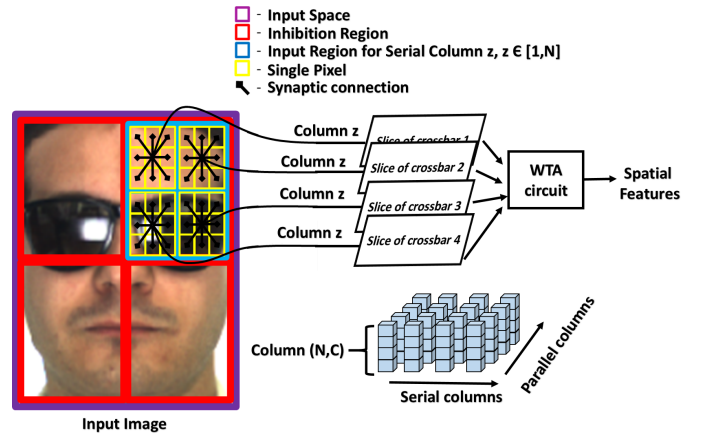 - Input Space
- Inhibition Region
- Input Region for Serial Column z, z Є [1,N]
- Single Pixel
- Synaptic connection
Column z
Slice of crossbar 1
Column z
Slice of crossbar 2
Column z
Slice of crossbar 3
Column z
Slice of crossbar 4
WTA
circuit
Spatial
Features
Column (N,C)
Serial columns
Parallel columns
Input Image